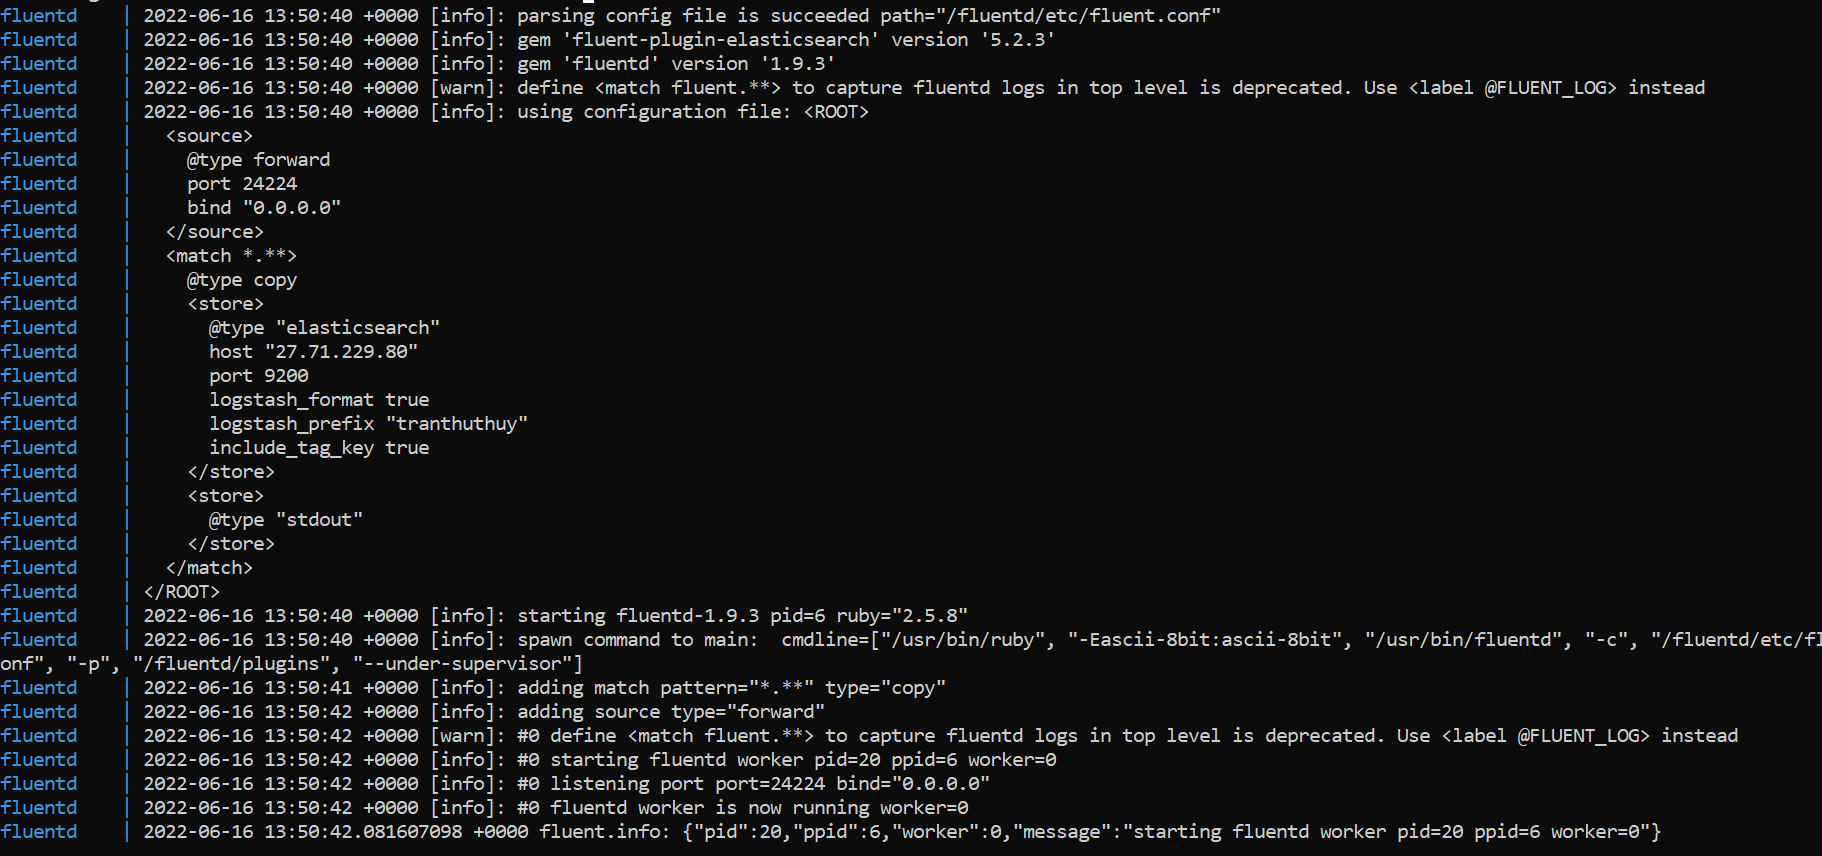 fluentd    | 2022-06-16 13:50:40 +0000 [info]: parsing config file is succeeded path="/fluentd/etc/fluent.conf"
fluentd    | 2022-06-16 13:50:40 +0000 [info]: gem 'fluent-plugin-elasticsearch' version '5.2.3'
fluentd    | 2022-06-16 13:50:40 +0000 [info]: gem 'fluentd' version '1.9.3'
fluentd    | 2022-06-16 13:50:40 +0000 [warn]: define <match fluent.**> to capture fluentd logs in top level is deprecated. Use <label @FLUENT_LOG> instead
fluentd    | 2022-06-16 13:50:40 +0000 [info]: using configuration file: <ROOT>
fluentd    |   <source>
fluentd    |     @type forward
fluentd    |     port 24224
fluentd    |     bind "0.0.0.0"
fluentd    |   </source>
fluentd    |   <match *.**>
fluentd    |     @type copy
fluentd    |     <store>
fluentd    |       @type "elasticsearch"
fluentd    |       host "27.71.229.80"
fluentd    |       port 9200
fluentd    |       logstash_format true
fluentd    |       logstash_prefix "tranthuthuy"
fluentd    |       include_tag_key true
fluentd    |     </store>
fluentd    |     <store>
fluentd    |       @type "stdout"
fluentd    |     </store>
fluentd    |   </match>
fluentd    | </ROOT>
fluentd    | 2022-06-16 13:50:40 +0000 [info]: starting fluentd-1.9.3 pid=6 ruby="2.5.8"
fluentd    | 2022-06-16 13:50:40 +0000 [info]: spawn command to main:  cmdline=["/usr/bin/ruby", "-Eascii-8bit:ascii-8bit", "/usr/bin/fluentd", "-c", "/fluentd/etc/fl
onf", "-p", "/fluentd/plugins", "--under-supervisor"]
fluentd    | 2022-06-16 13:50:41 +0000 [info]: adding match pattern="*.**" type="copy"
fluentd    | 2022-06-16 13:50:42 +0000 [info]: adding source type="forward"
fluentd    | 2022-06-16 13:50:42 +0000 [warn]: #0 define <match fluent.**> to capture fluentd logs in top level is deprecated. Use <label @FLUENT_LOG> instead
fluentd    | 2022-06-16 13:50:42 +0000 [info]: #0 starting fluentd worker pid=20 ppid=6 worker=0
fluentd    | 2022-06-16 13:50:42 +0000 [info]: #0 listening port port=24224 bind="0.0.0.0"
fluentd    | 2022-06-16 13:50:42 +0000 [info]: #0 fluentd worker is now running worker=0
fluentd    | 2022-06-16 13:50:42.081607098 +0000 fluent.info: {"pid":20,"ppid":6,"worker":0,"message":"starting fluentd worker pid=20 ppid=6 worker=0"}